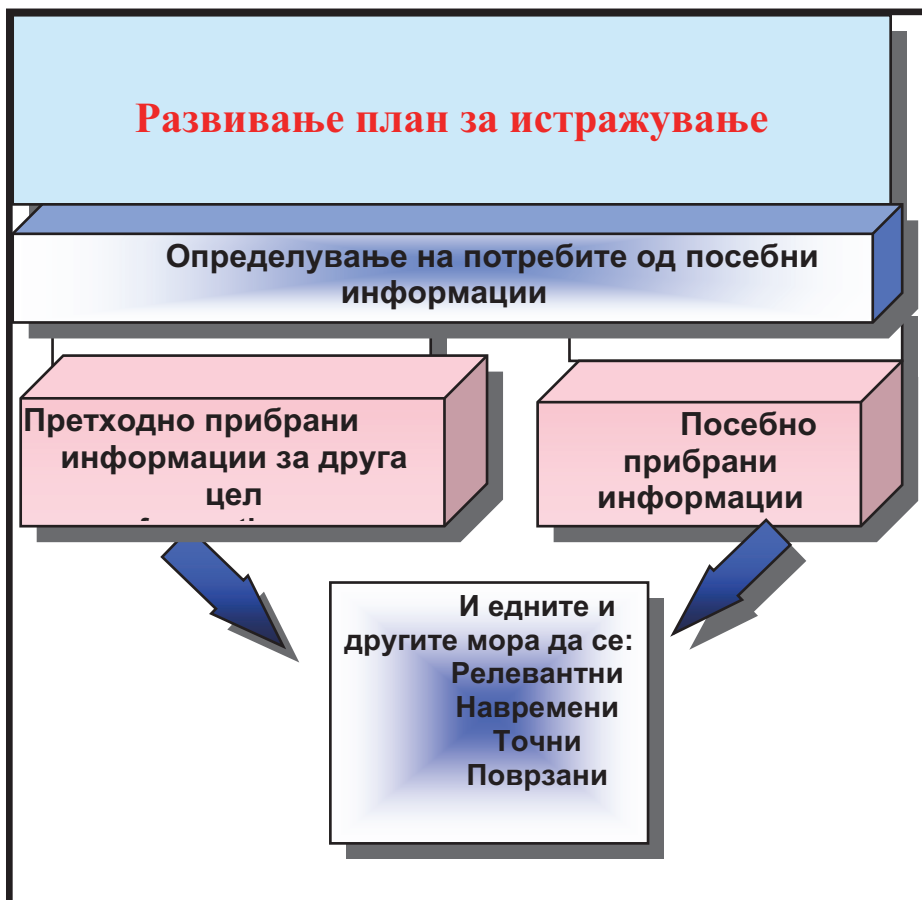 Развивање план за истражување
Определување на потребите од посебни
информации
Претходно прибрани
информации за друга
цел
Посебно
прибрани
информации
И едните и
другите мора да се:
Релевантни
Навремени
Точни
Поврзани